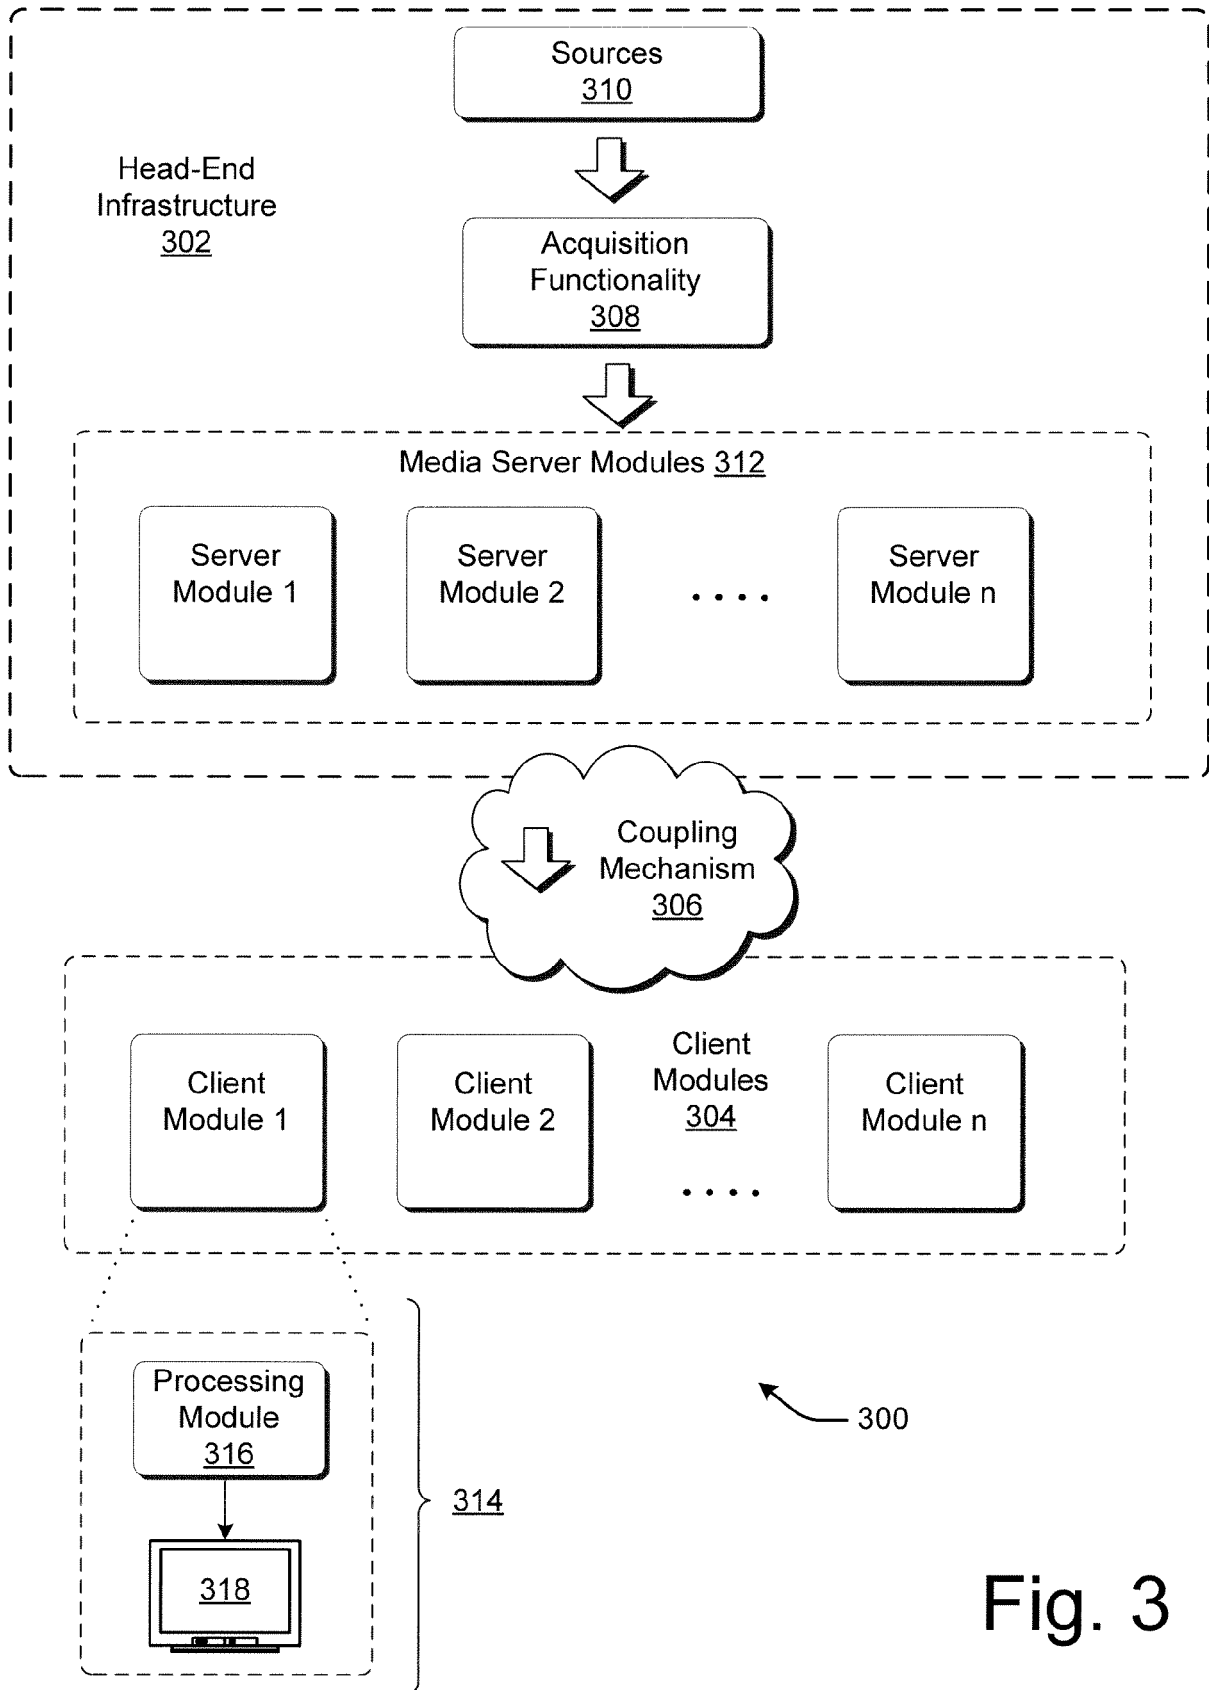 Sources
310
Head-End
Infrastructure
302
Acquisition
Functionality
308
Media Server Modules 312
Server
Module 1
Server
Module 2
. . . .
Server
Module n
Coupling
Mechanism
306
Client
Module 1
Client
Module 2
Client
Modules
304
. . . .
Client
Module n
Processing
Module
316
318
314
300
Fig. 3